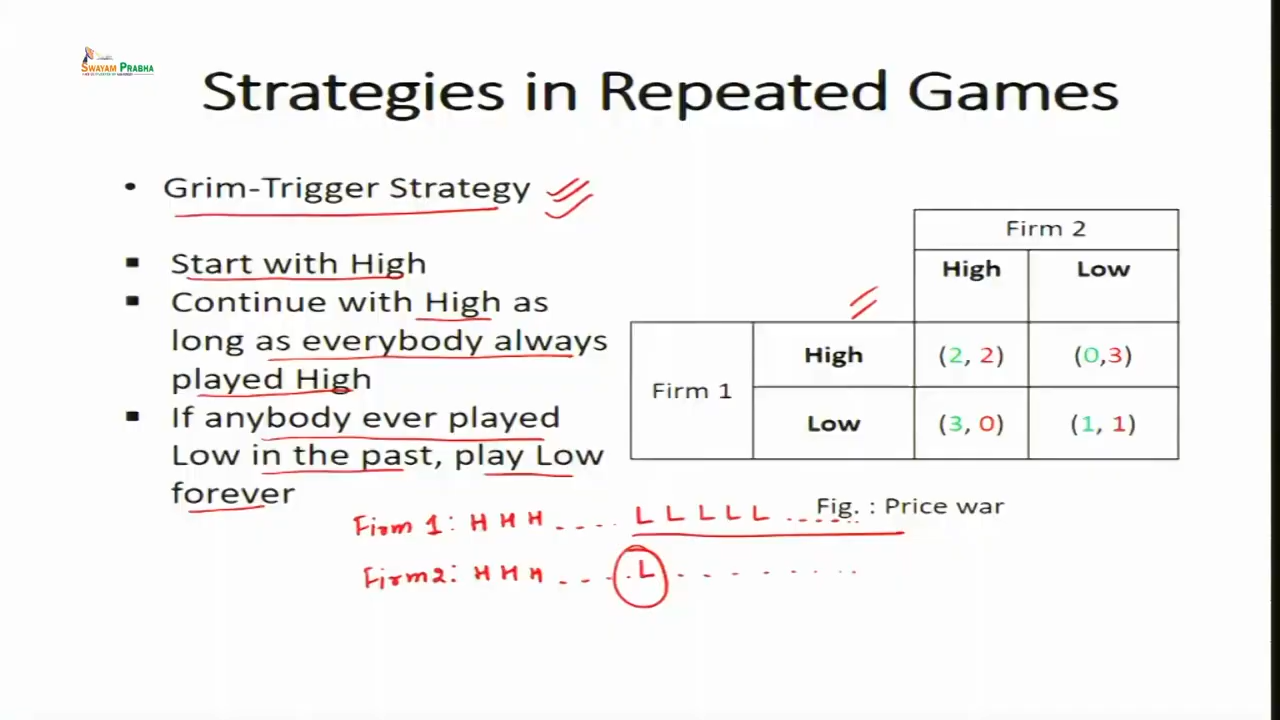 SWAYAM PRABHA
Strategies in Repeated Games
• Grim-Trigger Strategy
▪ Start with High
▪ Continue with High as
long as everybody always
played High
▪ If anybody ever played
Low in the past, play Low
forever
Firm 2
High Low
Firm 1
High (2, 2) (0,3)
Low (3, 0) (1, 1)
Fig. : Price war
Firm 1: H H H .... L L L L L ......
Firm2: H H H .... L ........